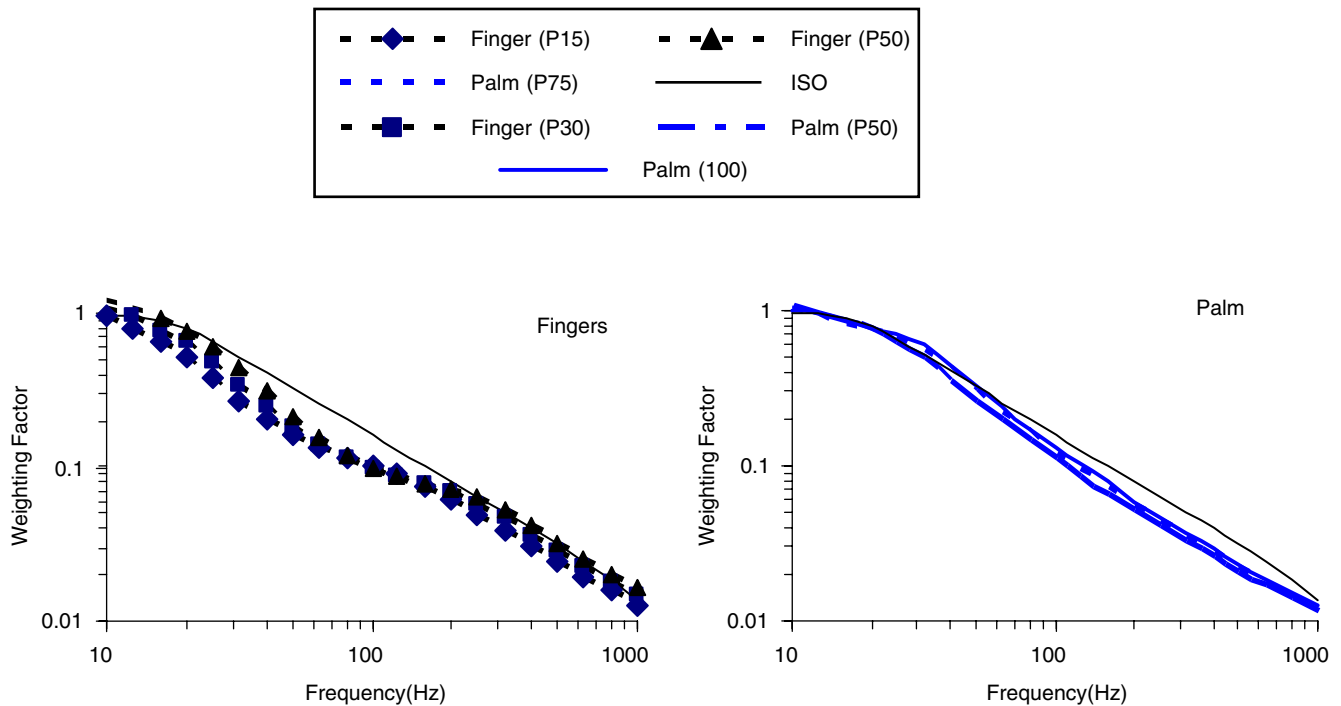 Finger (P15)
Finger (P50)
Palm (P75)
ISO
Finger (P30)
Palm (P50)
Palm (100)
Fingers
Weighting Factor
1
0.1
0.01
10
100
1000
Frequency(Hz)
Palm
Weighting Factor
1
0.1
0.01
10
100
1000
Frequency(Hz)